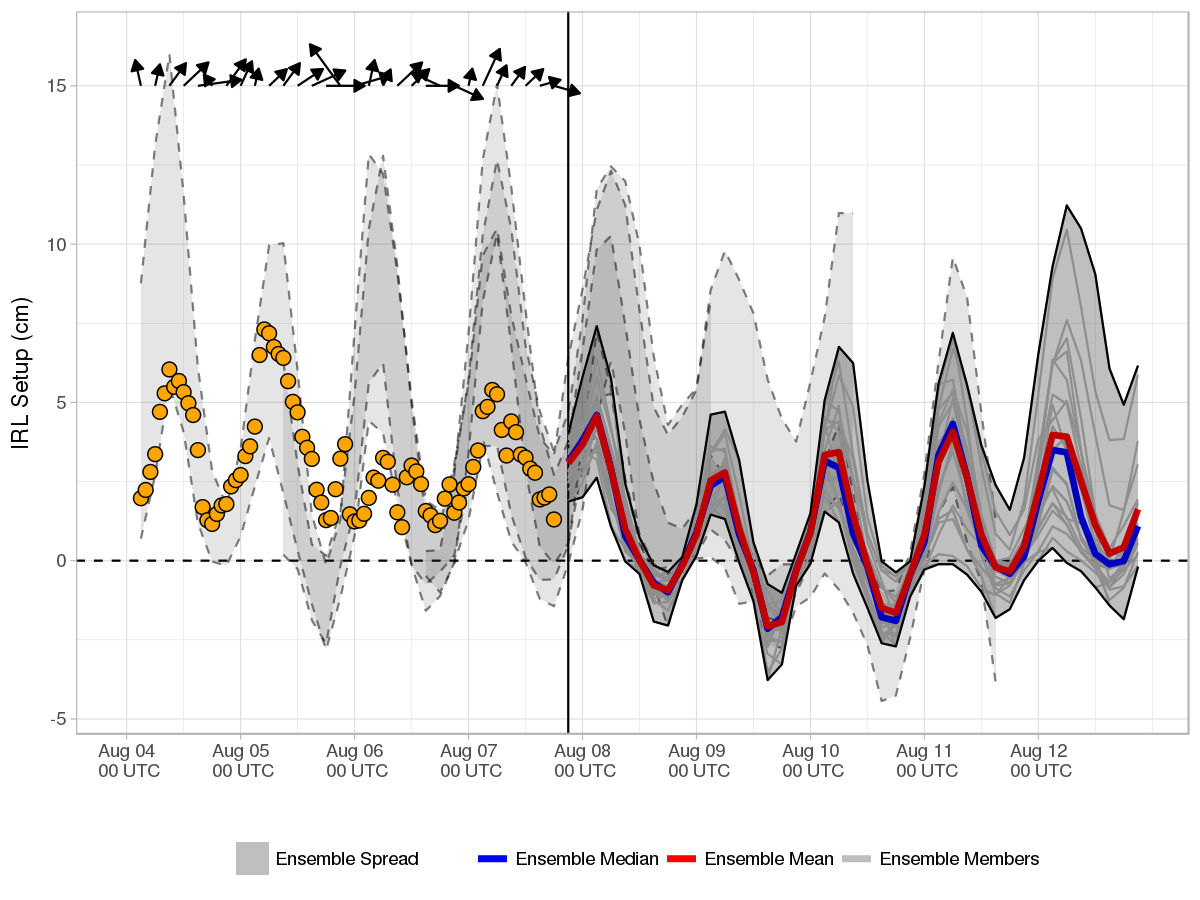 15
10
5
0
-5
IRL Setup (cm)
Aug 04 Aug 05 Aug 06 Aug 07 Aug 08 Aug 09 Aug 10 Aug 11 Aug 12
00 UTC 00 UTC 00 UTC 00 UTC 00 UTC 00 UTC 00 UTC 00 UTC 00 UTC
Ensemble Spread Ensemble Median Ensemble Mean Ensemble Members